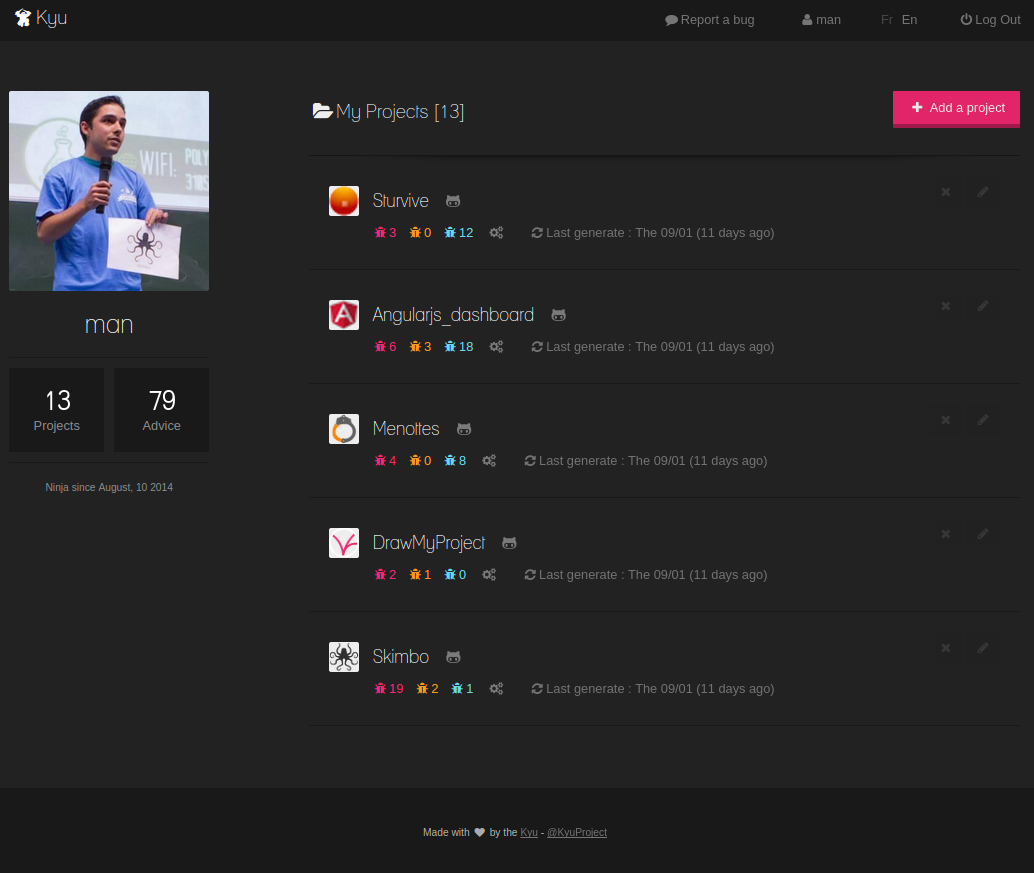 Kyu
Report a bug man Fr En Log Out
WIFI: POLY
My Projects [13]
Add a project
Sturvive
3 0 12 Last generate : The 09/01 (11 days ago)
Angularjs_dashboard
6 3 18 Last generate : The 09/01 (11 days ago)
man
13 79
Projects Advice
Menottes
4 0 8 Last generate : The 09/01 (11 days ago)
Ninja since August, 10 2014
DrawMyProject
2 1 0 Last generate : The 09/01 (11 days ago)
Skimbo
19 2 1 Last generate : The 09/01 (11 days ago)
Made with by the Kyu - @KyuProject